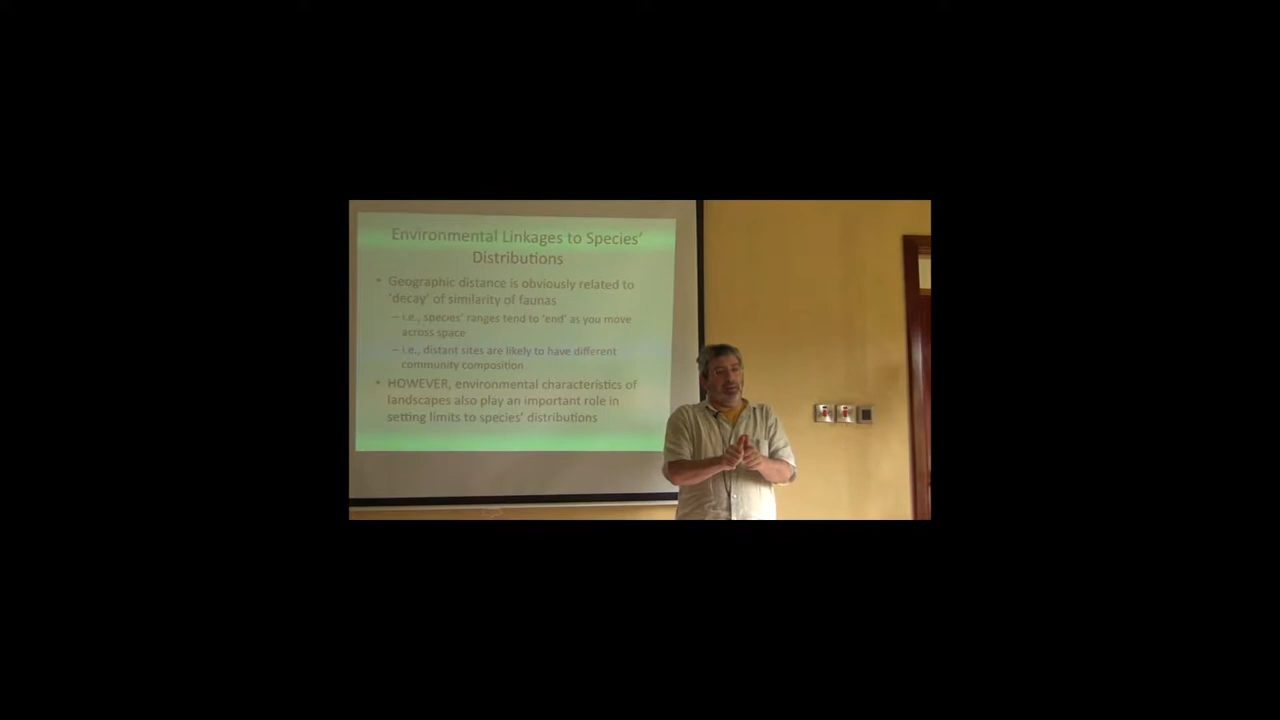 Environmental Linkages to Species'
Distributions
• Geographic distance is obviously related to
'decay' of similarity of faunas
– i.e., species' ranges tend to 'end' as you move
across space
– i.e., distant sites are likely to have different
community composition
• HOWEVER, environmental characteristics of
landscapes also play an important role in
setting limits to species' distributions